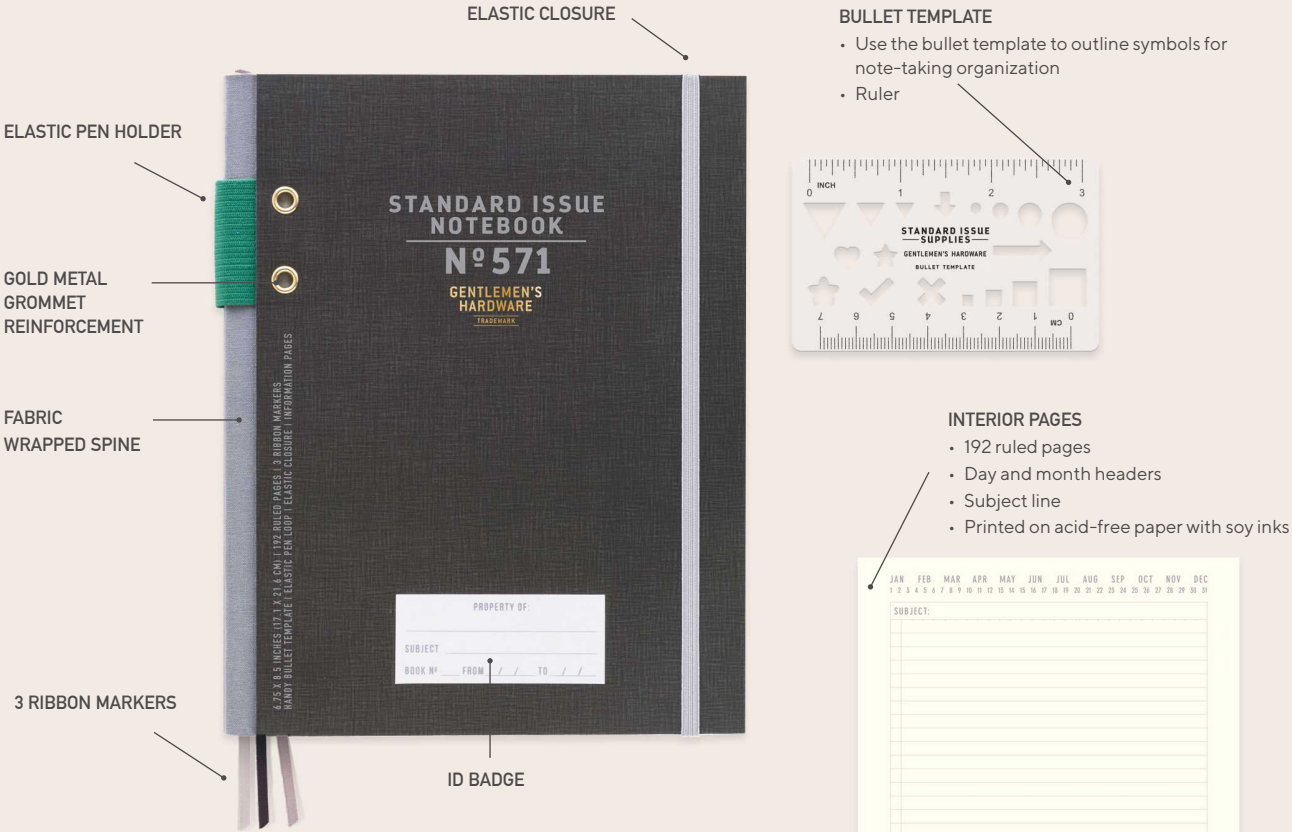 ELASTIC CLOSURE
ELASTIC PEN HOLDER
GOLD METAL
GROMMET
REINFORCEMENT
FABRIC
WRAPPED SPINE
3 RIBBON MARKERS
STANDARD ISSUE
NOTEBOOK
Nº 571
GENTLEMEN'S
HARDWARE
TRADEMARK
6.75 X 8.5 INCHES (17.1 X 21.6 CM) | 192 RULED PAGES | 3 RIBBON MARKERS
HANDY BULLET TEMPLATE | ELASTIC PEN LOOP | ELASTIC CLOSURE | INFORMATION PAGES
PROPERTY OF:
SUBJECT
BOOK Nº FROM / / TO / /
ID BADGE
BULLET TEMPLATE
• Use the bullet template to outline symbols for
note-taking organization
• Ruler
0 1 2 3
INCH
STANDARD ISSUE
SUPPLIES
GENTLEMEN'S HARDWARE
BULLET TEMPLATE
7 6 5 4 3 2 1 0
CM
INTERIOR PAGES
• 192 ruled pages
• Day and month headers
• Subject line
• Printed on acid-free paper with soy inks
JAN FEB MAR APR MAY JUN JUL AUG SEP OCT NOV DEC
1 2 3 4 5 6 7 8 9 10 11 12 13 14 15 16 17 18 19 20 21 22 23 24 25 26 27 28 29 30 31
SUBJECT: